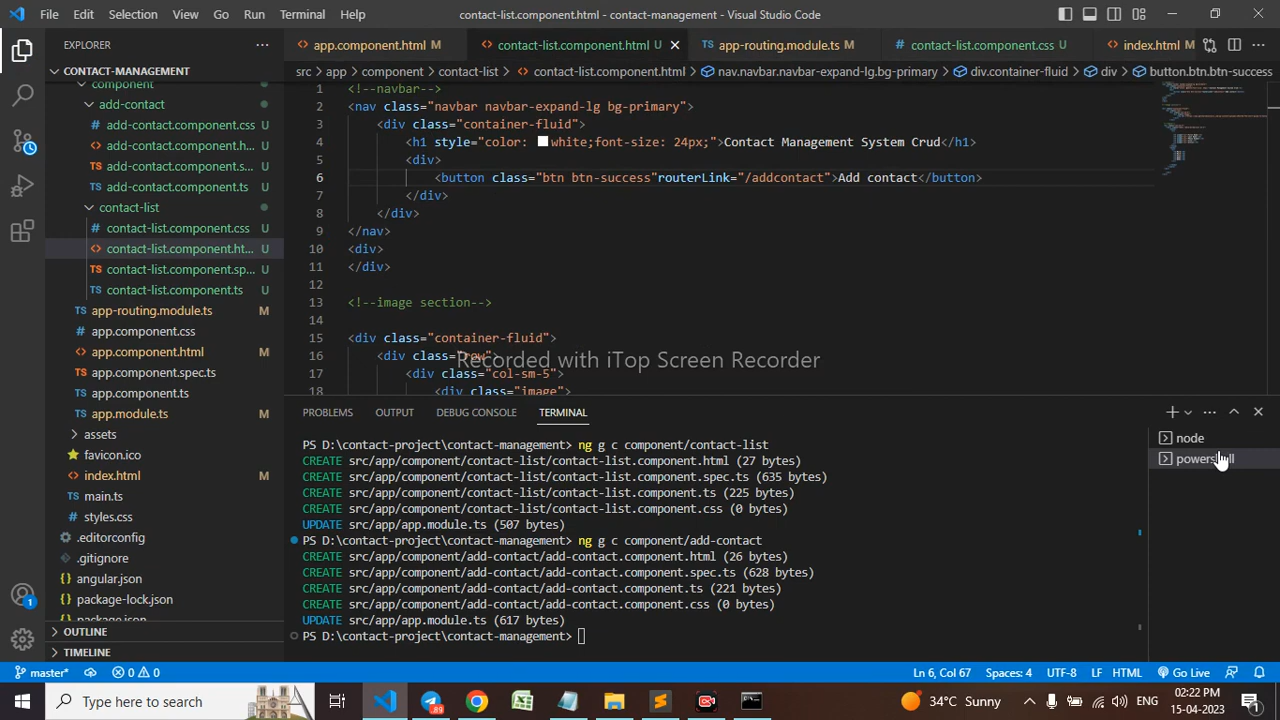 File Edit Selection View Go Run Terminal Help contact-list.component.html - contact-management - Visual Studio Code
EXPLORER app.component.html M contact-list.component.html U app-routing.module.ts M contact-list.component.css U index.html M
CONTACT-MANAGEMENT src > app > component > contact-list > contact-list.component.html > nav.navbar.navbar-expand-lg.bg-primary > div.container-fluid > div > button.btn.btn-success
component
add-contact
add-contact.component.css U
add-contact.component.h... U
add-contact.component.s... U
add-contact.component.ts U
contact-list
contact-list.component.css U
contact-list.component.ht... U
contact-list.component.sp... U
contact-list.component.ts U
app-routing.module.ts M
app.component.css
app.component.html M
app.component.spec.ts
app.component.ts
app.module.ts M
assets
favicon.ico
index.html M
main.ts
styles.css
.editorconfig
.gitignore
angular.json
package-lock.json
package.json
OUTLINE
TIMELINE
1 <!--navbar-->
2 <nav class="navbar navbar-expand-lg bg-primary">
3 <div class="container-fluid">
4 <h1 style="color: white;font-size: 24px;">Contact Management System Crud</h1>
5 <div>
6 <button class="btn btn-success"routerLink="/addcontact">Add contact</button>
7 </div>
8 </div>
9 </nav>
10 <div>
11 </div>
12
13 <!--image section-->
14
15 <div class="container-fluid">
16 <div class="row">
17 <div class="col-sm-5">
18 <div class="image">
Recorded with iTop Screen Recorder
PROBLEMS OUTPUT DEBUG CONSOLE TERMINAL
PS D:\contact-project\contact-management> ng g c component/contact-list
CREATE src/app/component/contact-list/contact-list.component.html (27 bytes)
CREATE src/app/component/contact-list/contact-list.component.spec.ts (635 bytes)
CREATE src/app/component/contact-list/contact-list.component.ts (225 bytes)
CREATE src/app/component/contact-list/contact-list.component.css (0 bytes)
UPDATE src/app/app.module.ts (507 bytes)
PS D:\contact-project\contact-management> ng g c component/add-contact
CREATE src/app/component/add-contact/add-contact.component.html (26 bytes)
CREATE src/app/component/add-contact/add-contact.component.spec.ts (628 bytes)
CREATE src/app/component/add-contact/add-contact.component.ts (221 bytes)
CREATE src/app/component/add-contact/add-contact.component.css (0 bytes)
UPDATE src/app/app.module.ts (617 bytes)
PS D:\contact-project\contact-management>
node
master* 0 0 Ln 6, Col 67 Spaces: 4 UTF-8 LF HTML Go Live
Type here to search 89 34°C Sunny ENG 02:22 PM
15-04-2023 1